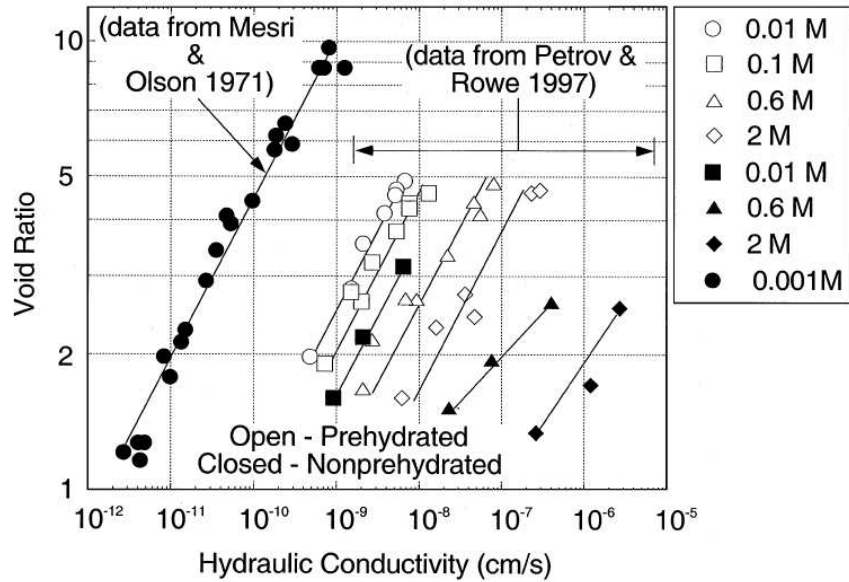 (data from Mesri
&
Olson 1971)
(data from Petrov &
Rowe 1997)
Open - Prehydrated
Closed - Nonprehydrated
10
5
2
1
Void Ratio
10⁻¹² 10⁻¹¹ 10⁻¹⁰ 10⁻⁹ 10⁻⁸ 10⁻⁷ 10⁻⁶ 10⁻⁵
Hydraulic Conductivity (cm/s)
0.01 M
0.1 M
0.6 M
2 M
0.01 M
0.6 M
2 M
0.001M